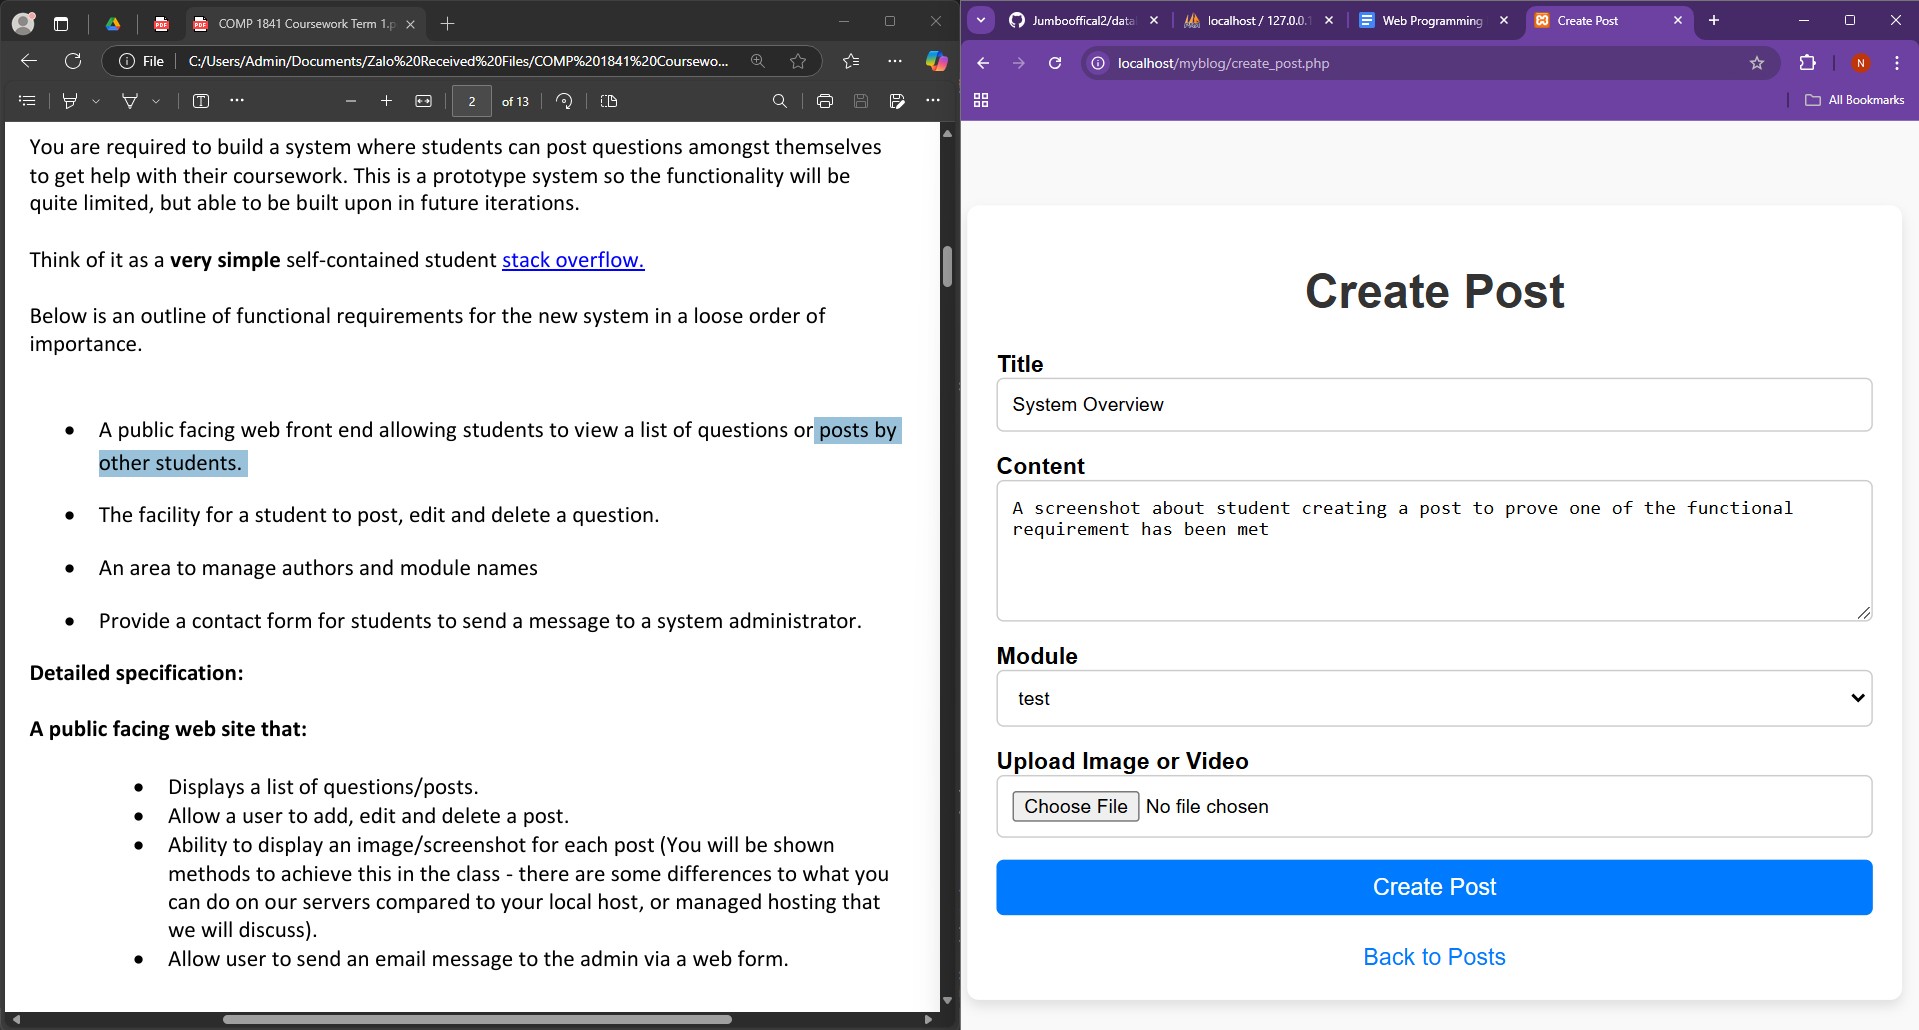 COMP 1841 Coursework Term 1.p
File
C:/Users/Admin/Documents/Zalo%20Received%20Files/COMP%201841%20Coursewo...
2
of 13
You are required to build a system where students can post questions amongst themselves
to get help with their coursework. This is a prototype system so the functionality will be
quite limited, but able to be built upon in future iterations.
Think of it as a very simple self-contained student stack overflow.
Below is an outline of functional requirements for the new system in a loose order of
importance.
• A public facing web front end allowing students to view a list of questions or posts by
other students.
• The facility for a student to post, edit and delete a question.
• An area to manage authors and module names
• Provide a contact form for students to send a message to a system administrator.
Detailed specification:
A public facing web site that:
• Displays a list of questions/posts.
• Allow a user to add, edit and delete a post.
• Ability to display an image/screenshot for each post (You will be shown
methods to achieve this in the class - there are some differences to what you
can do on our servers compared to your local host, or managed hosting that
we will discuss).
• Allow user to send an email message to the admin via a web form.
Jumbooffical2/data
localhost / 127.0.0.1
Web Programming
Create Post
localhost/myblog/create_post.php
N
All Bookmarks
Create Post
Title
System Overview
Content
A screenshot about student creating a post to prove one of the functional
requirement has been met
Module
test
Upload Image or Video
Choose File No file chosen
Create Post
Back to Posts